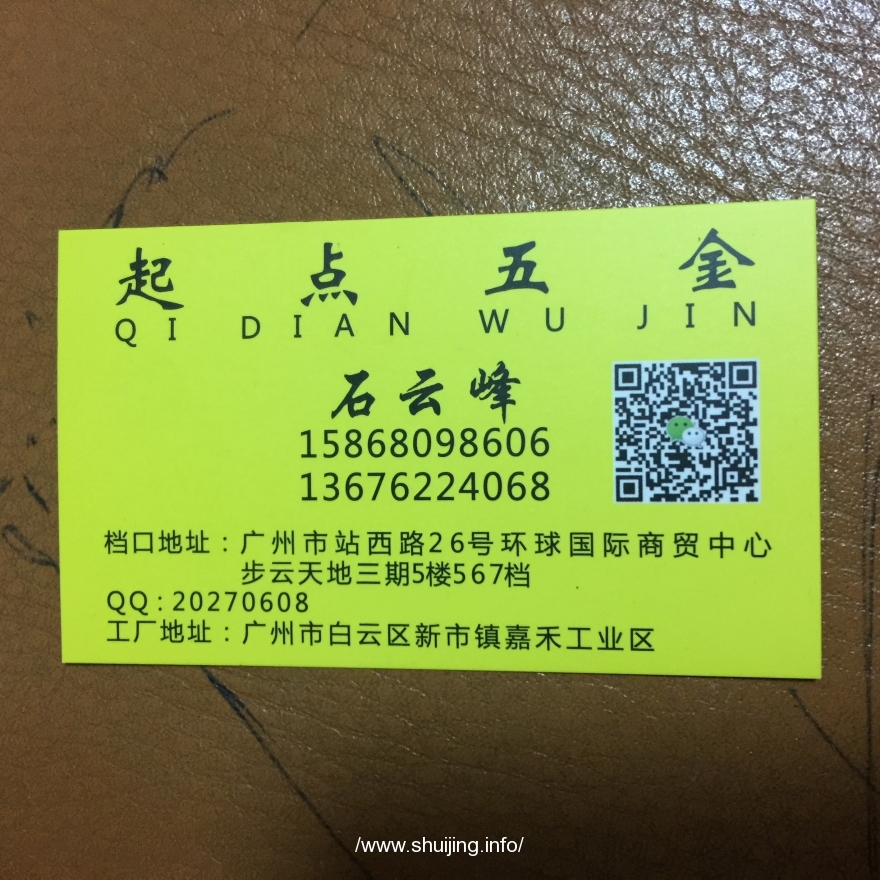 起点五金
QI DIAN WU JIN
石云峰
15868098606
13676224068
档口地址：广州市站西路26号环球国际商贸中心
步云天地三期5楼567档
QQ:20270608
工厂地址：广州市白云区新市镇嘉禾工业区
/www.shuijing.info/